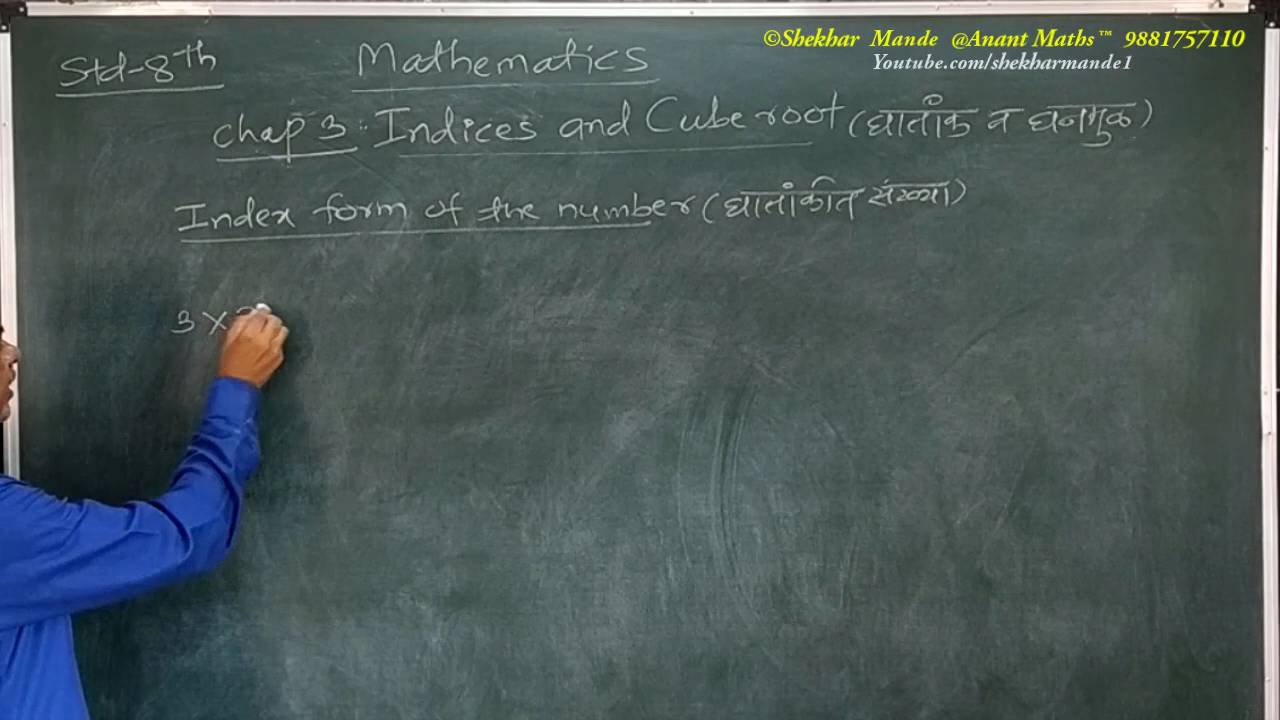 ©Shekhar Mande @Anant Maths™ 9881757110
Youtube.com/shekharmande1
Std-8th Mathematics
Chap 3: Indices and Cube root (घातांक व घनमुळ)
Index form of the number (घातांकीत संख्या)
3 ×